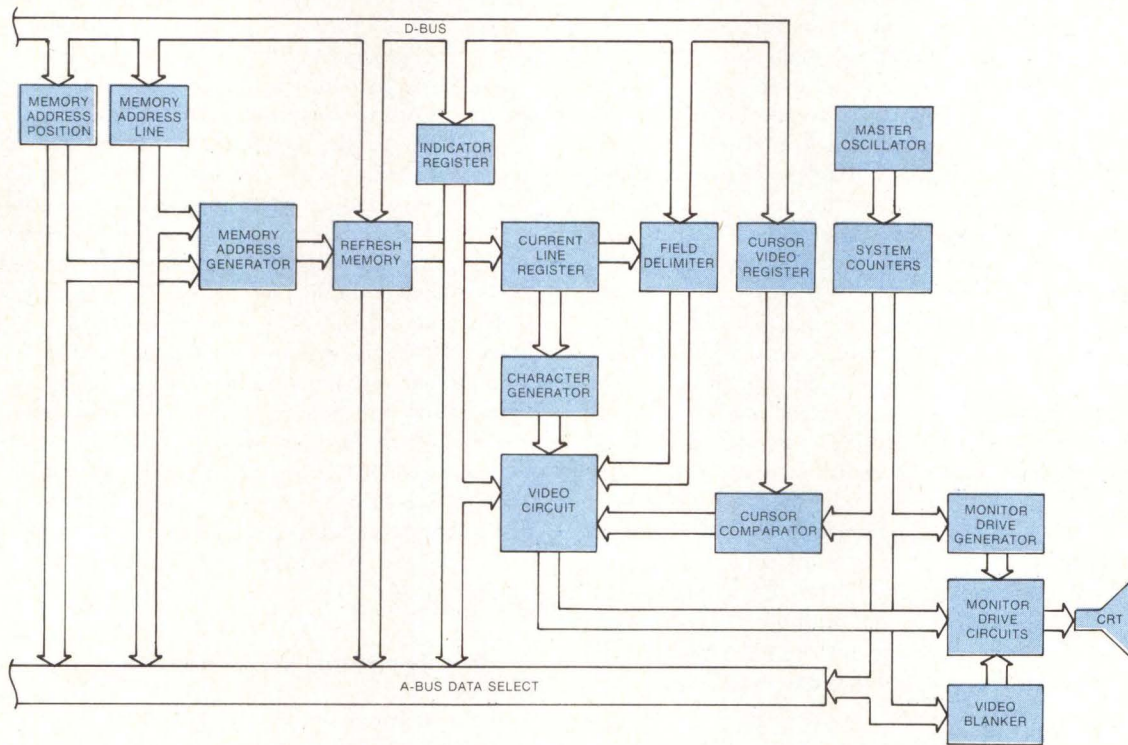 D-BUS
MEMORY
ADDRESS
POSITION
MEMORY
ADDRESS
LINE
INDICATOR
REGISTER
MASTER
OSCILLATOR
MEMORY
ADDRESS
GENERATOR
REFRESH
MEMORY
CURRENT
LINE
REGISTER
FIELD
DELIMITER
CURSOR
VIDEO
REGISTER
SYSTEM
COUNTERS
CHARACTER
GENERATOR
VIDEO
CIRCUIT
CURSOR
COMPARATOR
MONITOR
DRIVE
GENERATOR
MONITOR
DRIVE
CIRCUITS
CRT
A-BUS DATA SELECT
VIDEO
BLANKER